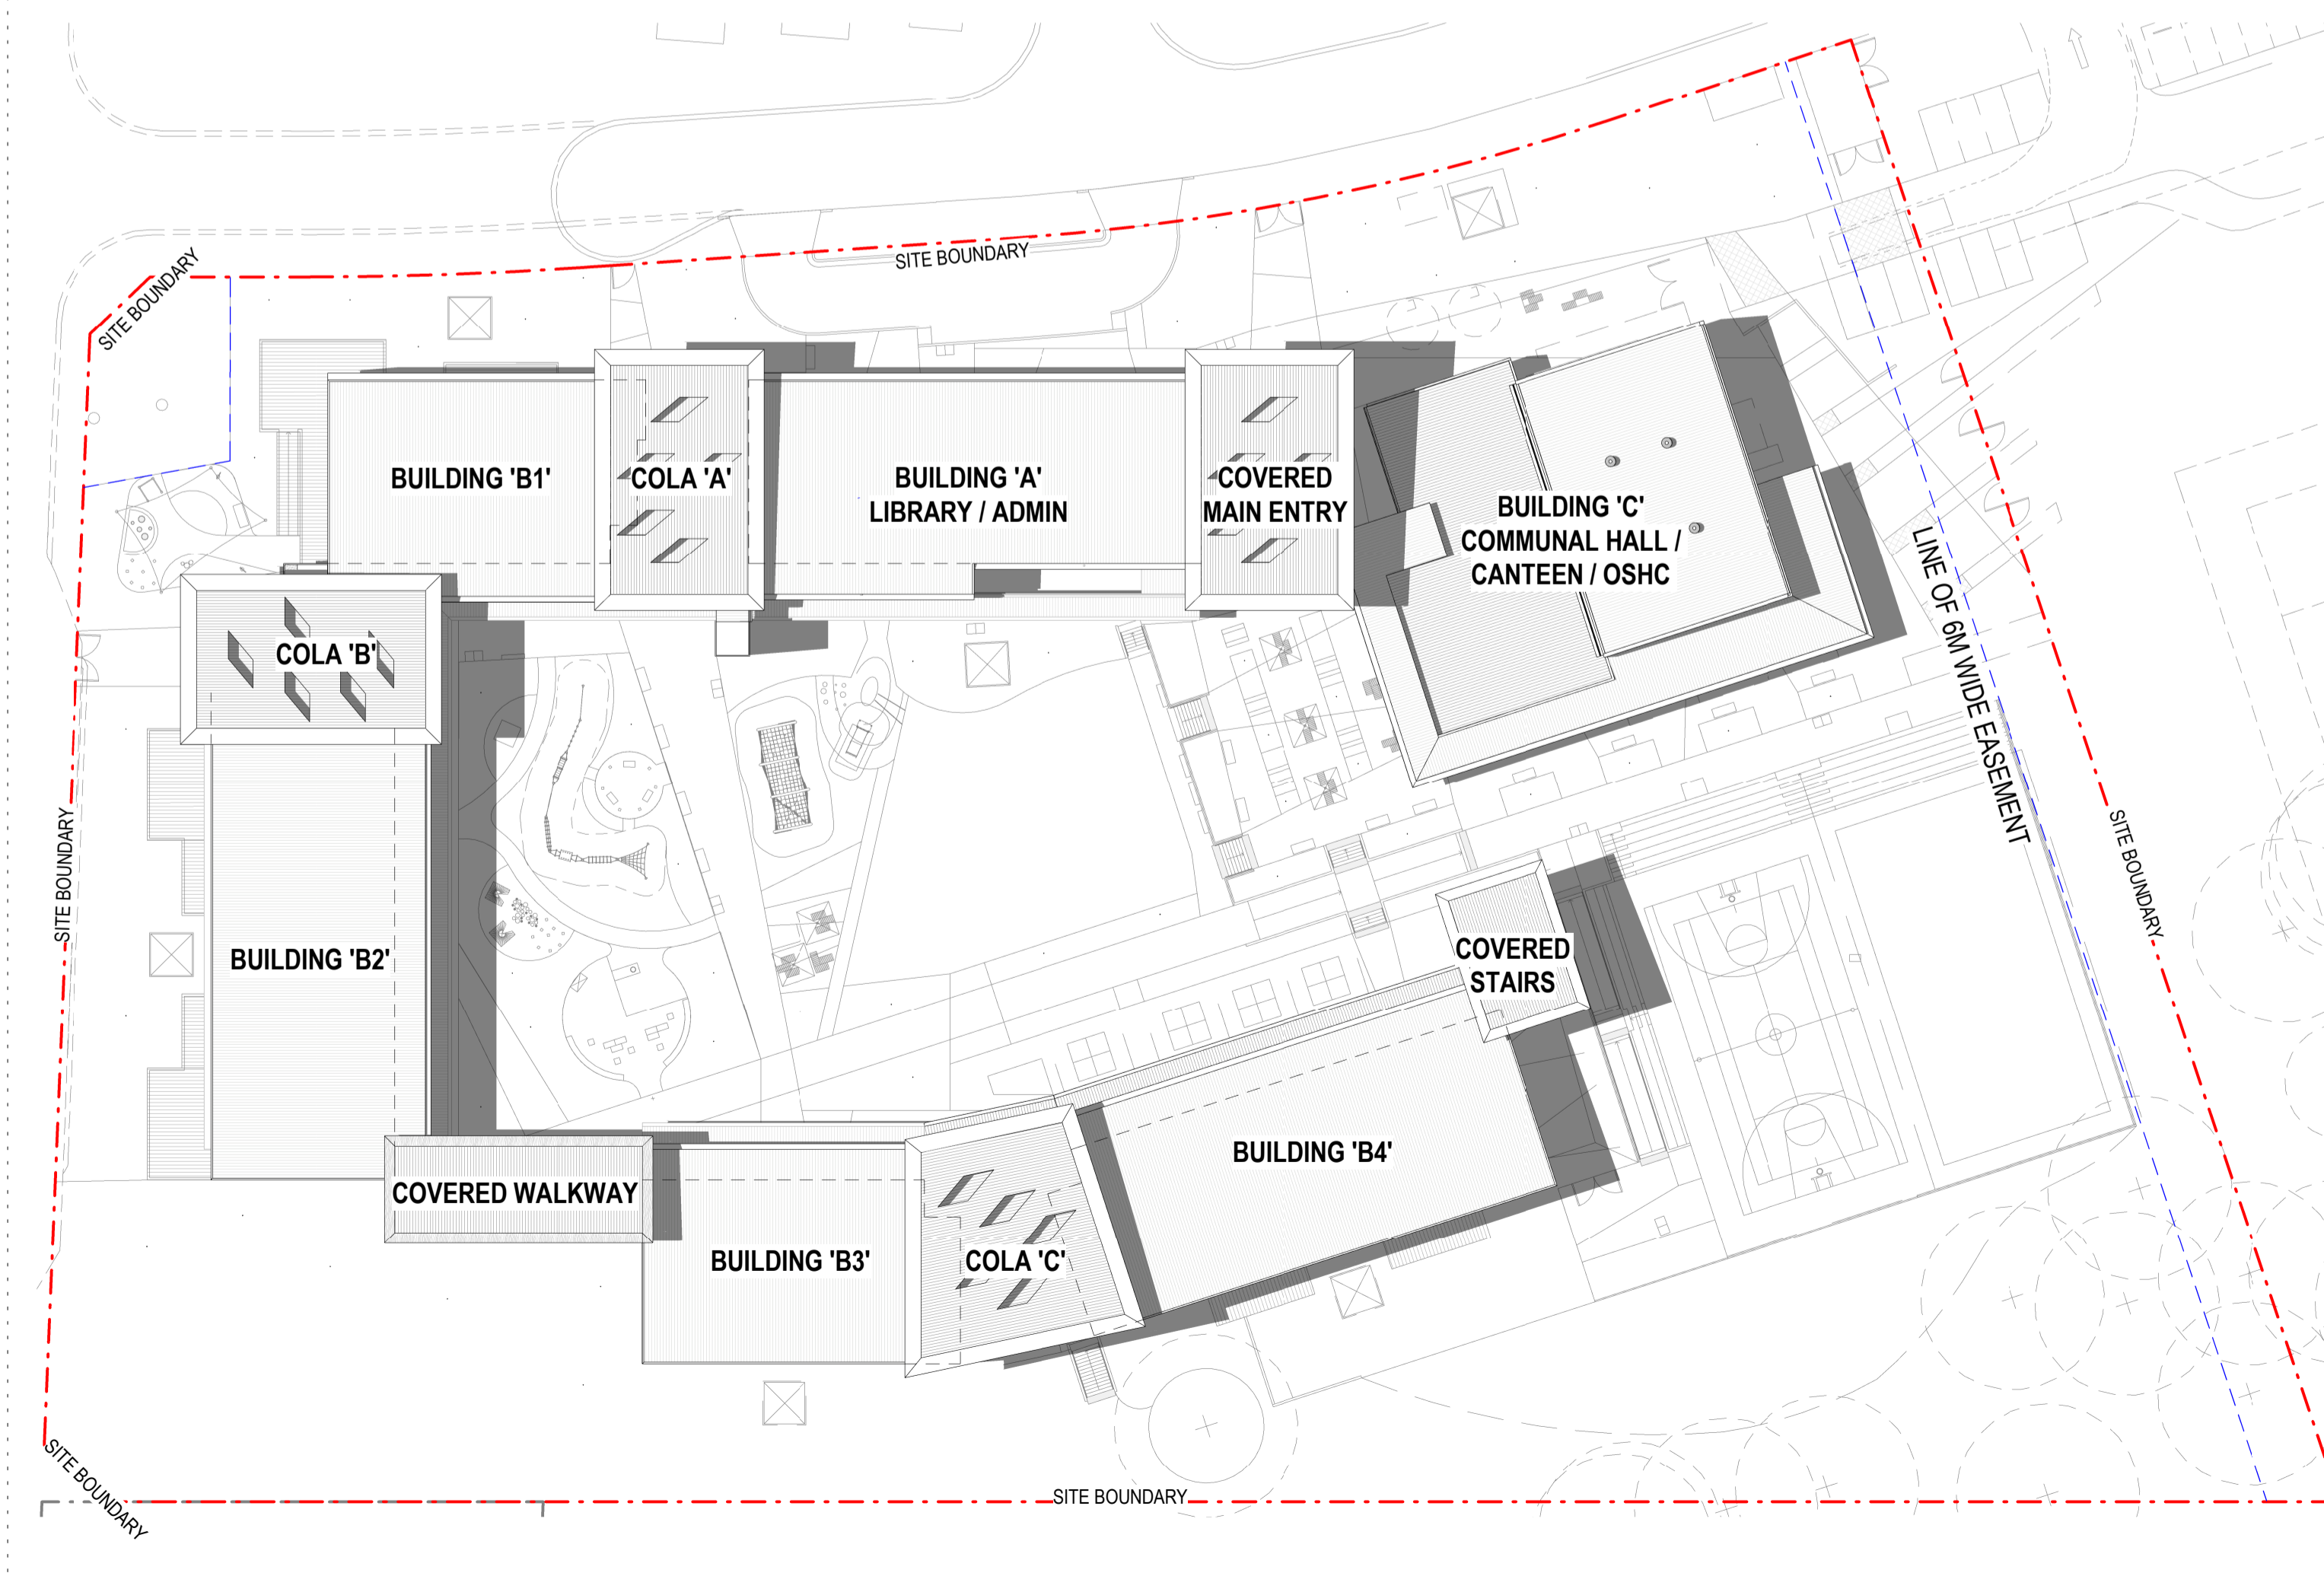 SITE BOUNDARY
SITE BOUNDARY
BUILDING 'B1'
COLA 'A'
BUILDING 'A'
LIBRARY / ADMIN
COVERED
MAIN ENTRY
BUILDING 'C'
COMMUNAL HALL /
CANTEEN / OSHC
LINE OF 6M WIDE EASEMENT
COLA 'B'
SITE BOUNDARY
SITE BOUNDARY
BUILDING 'B2'
COVERED
STAIRS
BUILDING 'B4'
COVERED WALKWAY
BUILDING 'B3'
COLA 'C'
SITE BOUNDARY
SITE BOUNDARY